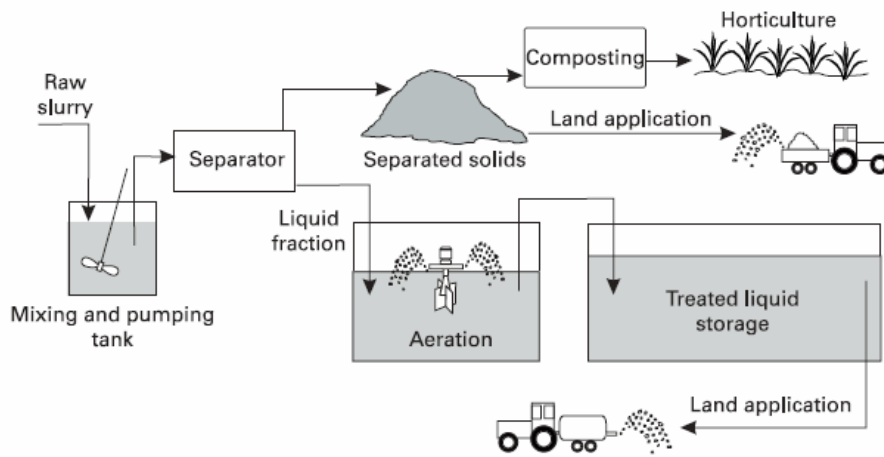 Horticulture
Composting
Raw
slurry
Land application
Separator
Separated solids
Liquid
fraction
Mixing and pumping
tank
Aeration
Treated liquid
storage
Land application